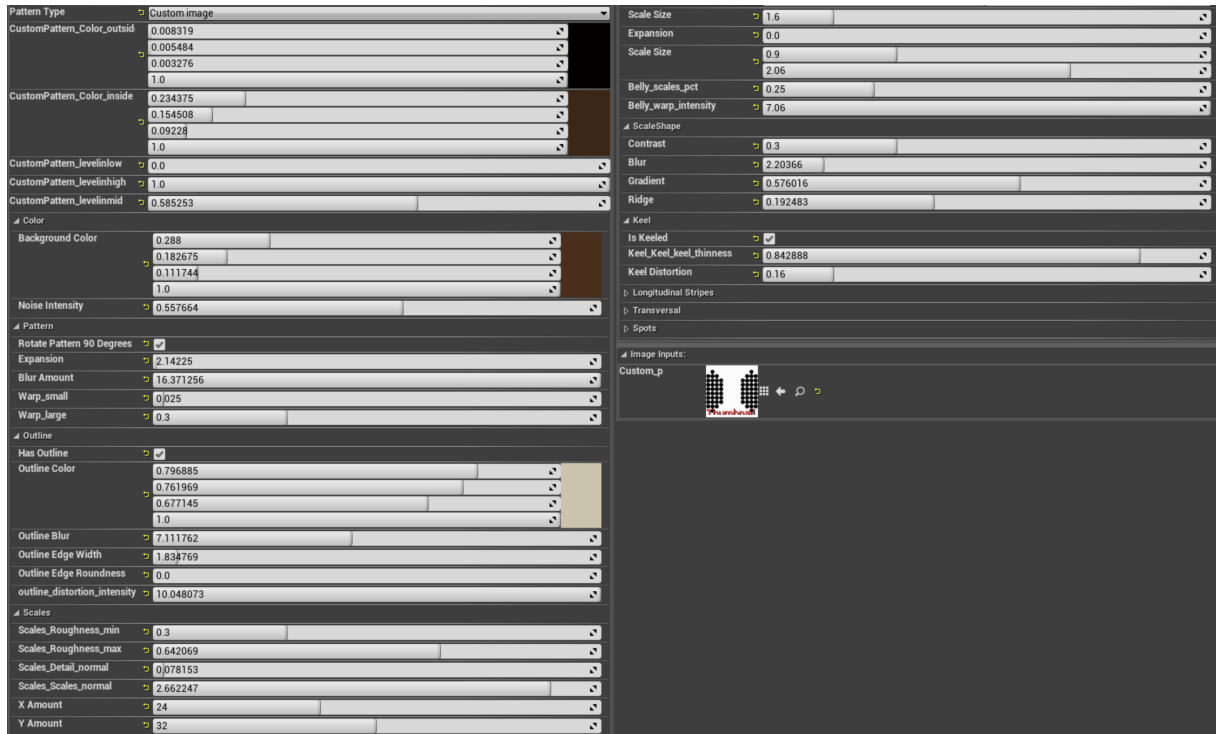 Pattern Type Custom image
CustomPattern_Color_outsid 0.008319
0.005484
0.003276
1.0
CustomPattern_Color_inside 0.234375
0.154508
0.09228
1.0
CustomPattern_levelinlow 0.0
CustomPattern_levelinhigh 1.0
CustomPattern_levelinmid 0.585253
Color
Background Color 0.288
0.182675
0.111744
1.0
Noise Intensity 0.557664
Pattern
Rotate Pattern 90 Degrees
Expansion 2.14225
Blur Amount 16.371256
Warp_small 0.025
Warp_large 0.3
Outline
Has Outline
Outline Color 0.796885
0.761969
0.677145
1.0
Outline Blur 7.111762
Outline Edge Width 1.834769
Outline Edge Roundness 0.0
outline_distortion_intensity 10.048073
Scales
Scales_Roughness_min 0.3
Scales_Roughness_max 0.642069
Scales_Detail_normal 0.078153
Scales_Scales_normal 2.662247
X Amount 24
Y Amount 32
Scale Size 1.6
Expansion 0.0
Scale Size 0.9
2.06
Belly_scales_pct 0.25
Belly_warp_intensity 7.06
ScaleShape
Contrast 0.3
Blur 2.20366
Gradient 0.576016
Ridge 0.192483
Keel
Is Keeled
Keel_Keel_keel_thinness 0.842888
Keel Distortion 0.16
Longitudinal Stripes
Transversal
Spots
Image Inputs:
Custom_p
Thumbnail